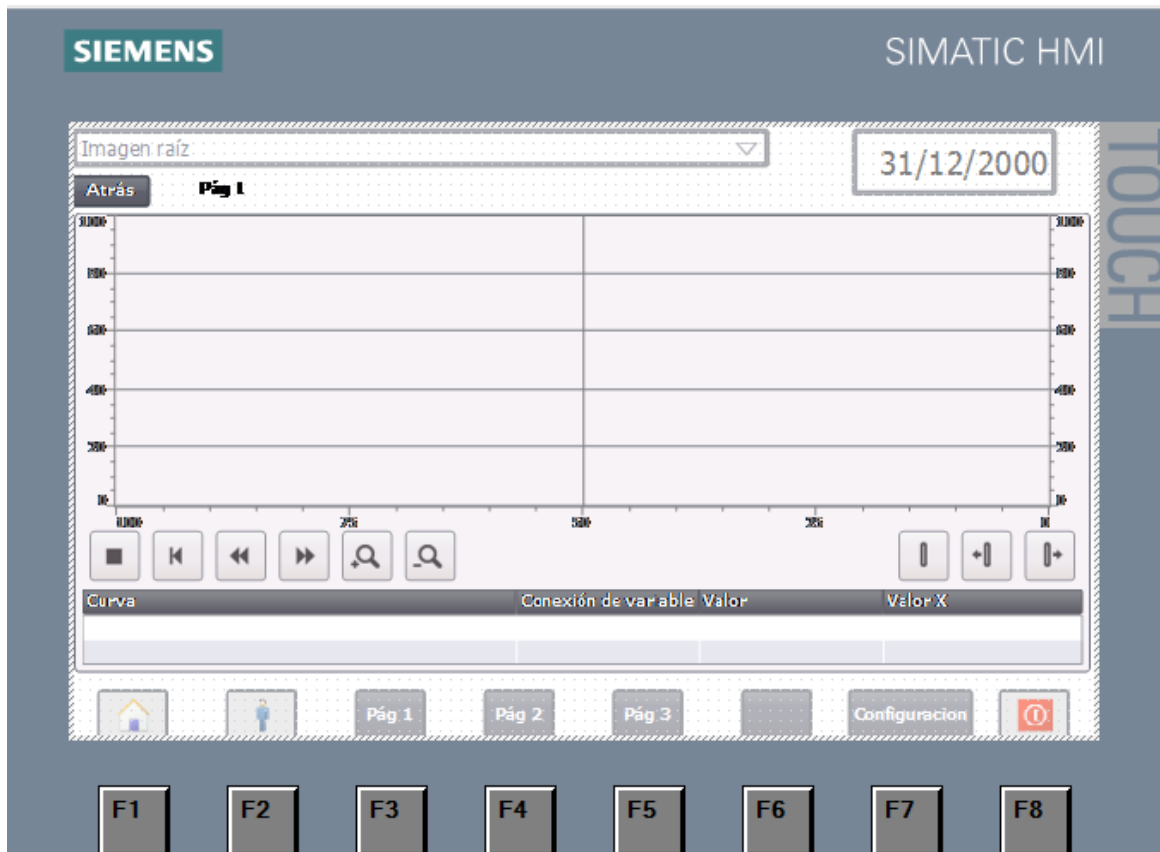 SIEMENS
SIMATIC HMI
TOUCH
Imagen raíz
31/12/2000
Atrás
Pág 1
Curva Conexión de variable Valor Valor X
Pág 1 Pág 2 Pág 3 Configuracion
F1 F2 F3 F4 F5 F6 F7 F8